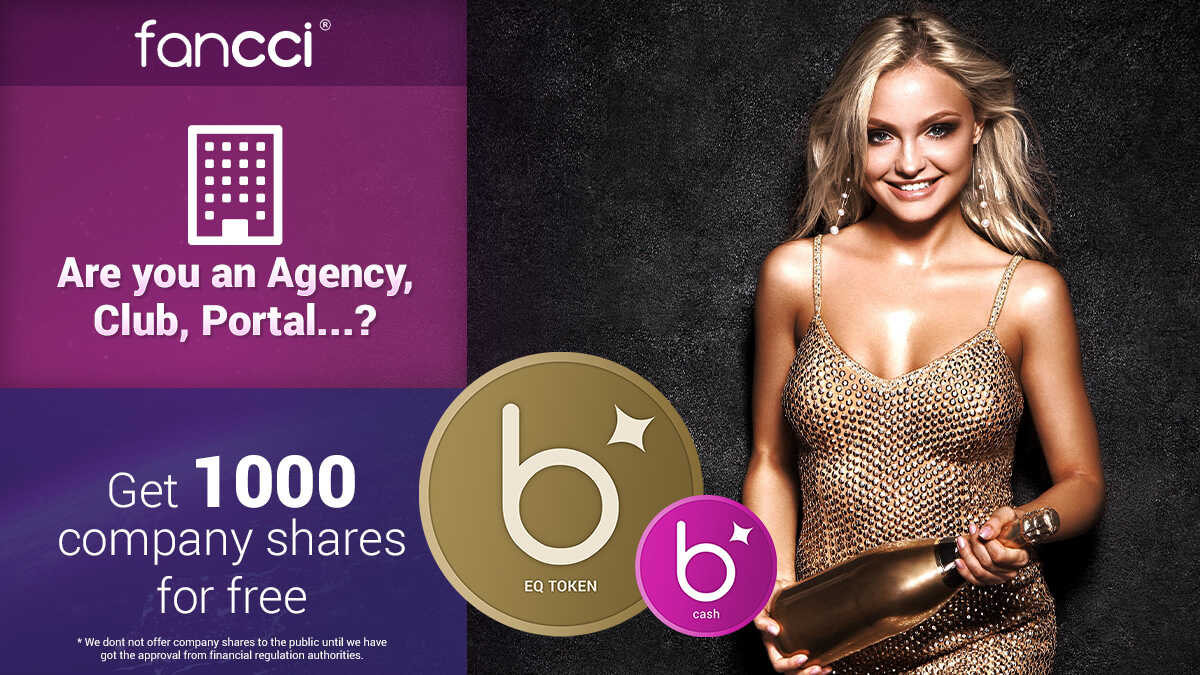 fancci®
Are you an Agency,
Club, Portal...?
Get 1000
company shares
for free
* We dont not offer company shares to the public until we have
got the approval from financial regulation authorities.
b
EQ TOKEN
b
cash